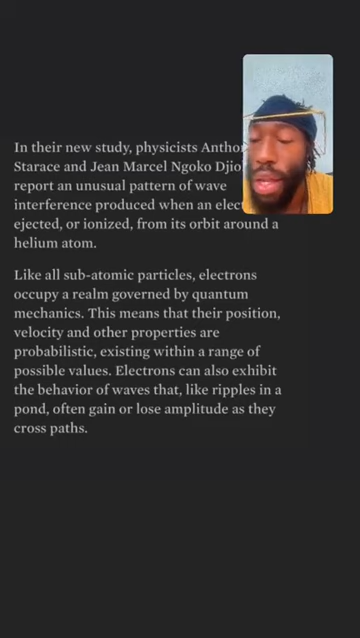 In their new study, physicists Antho
Starace and Jean Marcel Ngoko Djio
report an unusual pattern of wave
interference produced when an elect
ejected, or ionized, from its orbit around a
helium atom.
Like all sub-atomic particles, electrons
occupy a realm governed by quantum
mechanics. This means that their position,
velocity and other properties are
probabilistic, existing within a range of
possible values. Electrons can also exhibit
the behavior of waves that, like ripples in a
pond, often gain or lose amplitude as they
cross paths.